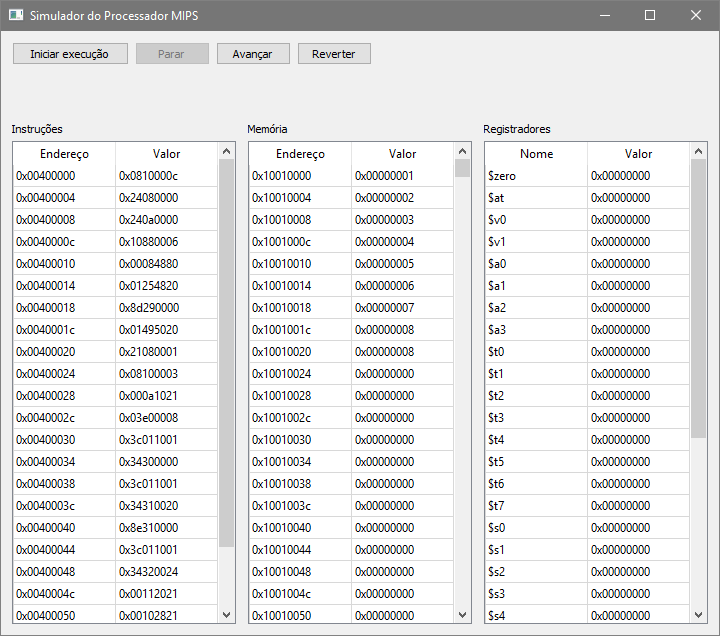 Simulador do Processador MIPS
Iniciar execução Parar Avançar Reverter
Instruções Memória Registradores
Endereço Valor Endereço Valor Nome Valor
0x00400000 0x0810000c 0x10010000 0x00000001 $zero 0x00000000
0x00400004 0x24080000 0x10010004 0x00000002 $at 0x00000000
0x00400008 0x240a0000 0x10010008 0x00000003 $v0 0x00000000
0x0040000c 0x10880006 0x1001000c 0x00000004 $v1 0x00000000
0x00400010 0x00084880 0x10010010 0x00000005 $a0 0x00000000
0x00400014 0x01254820 0x10010014 0x00000006 $a1 0x00000000
0x00400018 0x8d290000 0x10010018 0x00000007 $a2 0x00000000
0x0040001c 0x01495020 0x1001001c 0x00000008 $a3 0x00000000
0x00400020 0x21080001 0x10010020 0x00000008 $t0 0x00000000
0x00400024 0x08100003 0x10010024 0x00000000 $t1 0x00000000
0x00400028 0x000a1021 0x10010028 0x00000000 $t2 0x00000000
0x0040002c 0x03e00008 0x1001002c 0x00000000 $t3 0x00000000
0x00400030 0x3c011001 0x10010030 0x00000000 $t4 0x00000000
0x00400034 0x34300000 0x10010034 0x00000000 $t5 0x00000000
0x00400038 0x3c011001 0x10010038 0x00000000 $t6 0x00000000
0x0040003c 0x34310020 0x1001003c 0x00000000 $t7 0x00000000
0x00400040 0x8e310000 0x10010040 0x00000000 $s0 0x00000000
0x00400044 0x3c011001 0x10010044 0x00000000 $s1 0x00000000
0x00400048 0x34320024 0x10010048 0x00000000 $s2 0x00000000
0x0040004c 0x00112021 0x1001004c 0x00000000 $s3 0x00000000
0x00400050 0x00102821 0x10010050 0x00000000 $s4 0x00000000